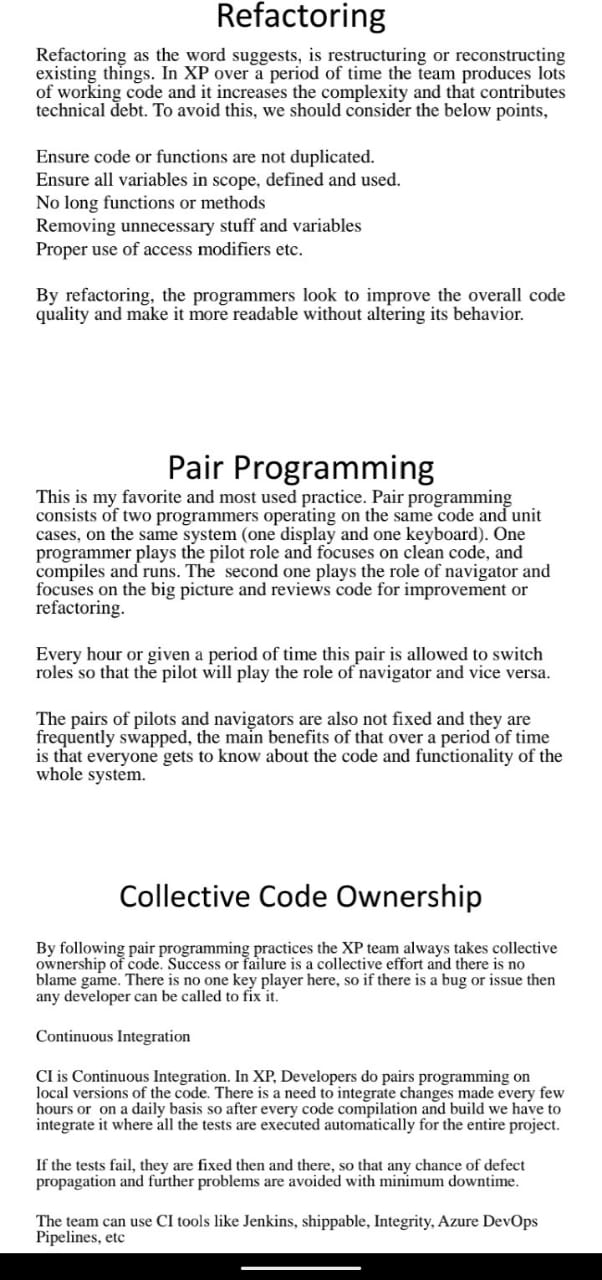 Refactoring
Refactoring as the word suggests, is restructuring or reconstructing
existing things. In XP over a period of time the team produces lots
of working code and it increases the complexity and that contributes
technical debt. To avoid this, we should consider the below points,
Ensure code or functions are not duplicated.
Ensure all variables in scope, defined and used.
No long functions or methods
Removing unnecessary stuff and variables
Proper use of access modifiers etc.
By refactoring, the programmers look to improve the overall code
quality and make it more readable without altering its behavior.
Pair Programming
This is my favorite and most used practice. Pair programming
consists of two programmers operating on the same code and unit
cases, on the same system (one display and one keyboard). One
programmer plays the pilot role and focuses on clean code, and
compiles and runs. The second one plays the role of navigator and
focuses on the big picture and reviews code for improvement or
refactoring.
Every hour or given a period of time this pair is allowed to switch
roles so that the pilot will play the role of navigator and vice versa.
The pairs of pilots and navigators are also not fixed and they are
frequently swapped, the main benefits of that over a period of time
is that everyone gets to know about the code and functionality of the
whole system.
Collective Code Ownership
By following pair programming practices the XP team always takes collective
ownership of code. Success or failure is a collective effort and there is no
blame game. There is no one key player here, so if there is a bug or issue then
any developer can be called to fix it.
Continuous Integration
CI is Continuous Integration. In XP, Developers do pairs programming on
local versions of the code. There is a need to integrate changes made every few
hours or on a daily basis so after every code compilation and build we have to
integrate it where all the tests are executed automatically for the entire project.
If the tests fail, they are fixed then and there, so that any chance of defect
propagation and further problems are avoided with minimum downtime.
The team can use CI tools like Jenkins, shippable, Integrity, Azure DevOps
Pipelines, etc